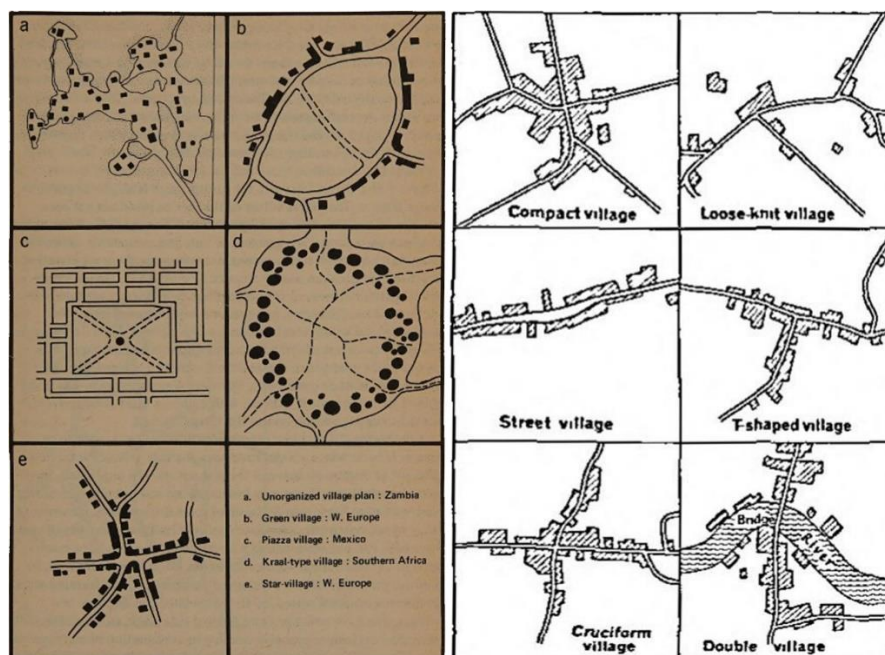 a
b
c
d
e
a. Unorganized village plan : Zambia
b. Green village : W. Europe
c. Piazza village : Mexico
d. Kraal-type village : Southern Africa
e. Star-village : W. Europe
Compact village
Loose-knit village
Street village
T-shaped village
Cruciform
village
Bridge
River
Double village